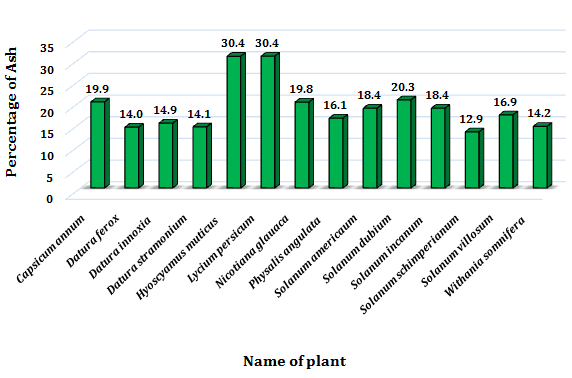 Percentage of Ash
35
30
25
20
15
10
5
0
19.9
14.0
14.9
14.1
30.4
30.4
19.8
16.1
18.4
20.3
18.4
12.9
16.9
14.2
Capsicum annum
Datura ferox
Datura innoxia
Datura stramonium
Hyoscyamus muticus
Lycium persicum
Nicotiana glauaca
Physalis angulata
Solanum americaum
Solanum dubium
Solanum incanum
Solanum schimperianum
Solanum villosum
Withania somnifera
Name of plant